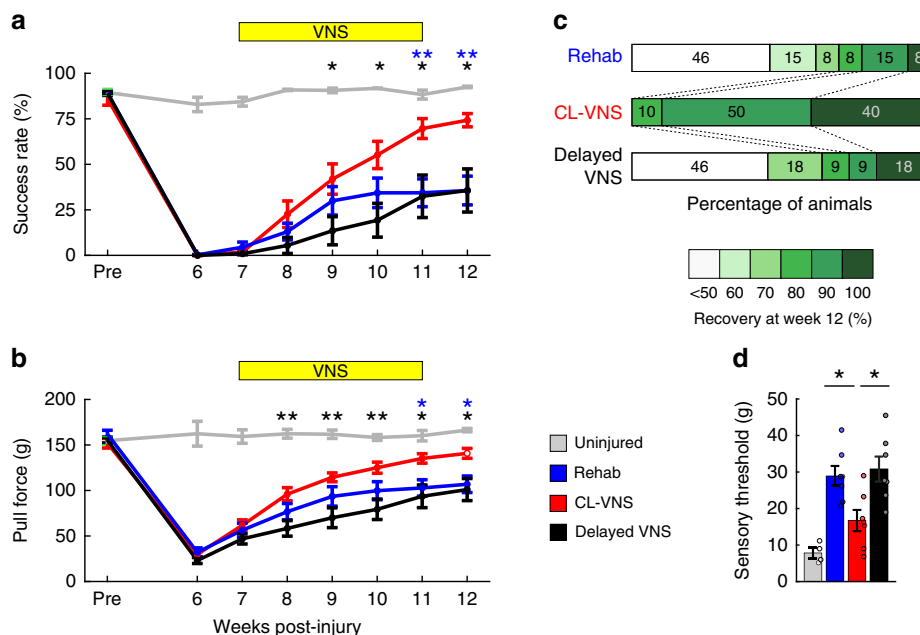 a
VNS
** **
* * * *
100
75
50
25
0
Success rate (%)
Pre 6 7 8 9 10 11 12
b
VNS
* *
** ** ** * *
200
150
100
50
0
Pull force (g)
Pre 6 7 8 9 10 11 12
Weeks post-injury
Uninjured
Rehab
CL-VNS
Delayed VNS
c
Rehab 46 15 8 8 15 8
CL-VNS 10 50 40
Delayed
VNS
46 18 9 9 18
Percentage of animals
<50 60 70 80 90 100
Recovery at week 12 (%)
d
* *
50
40
30
20
10
0
Sensory threshold (g)